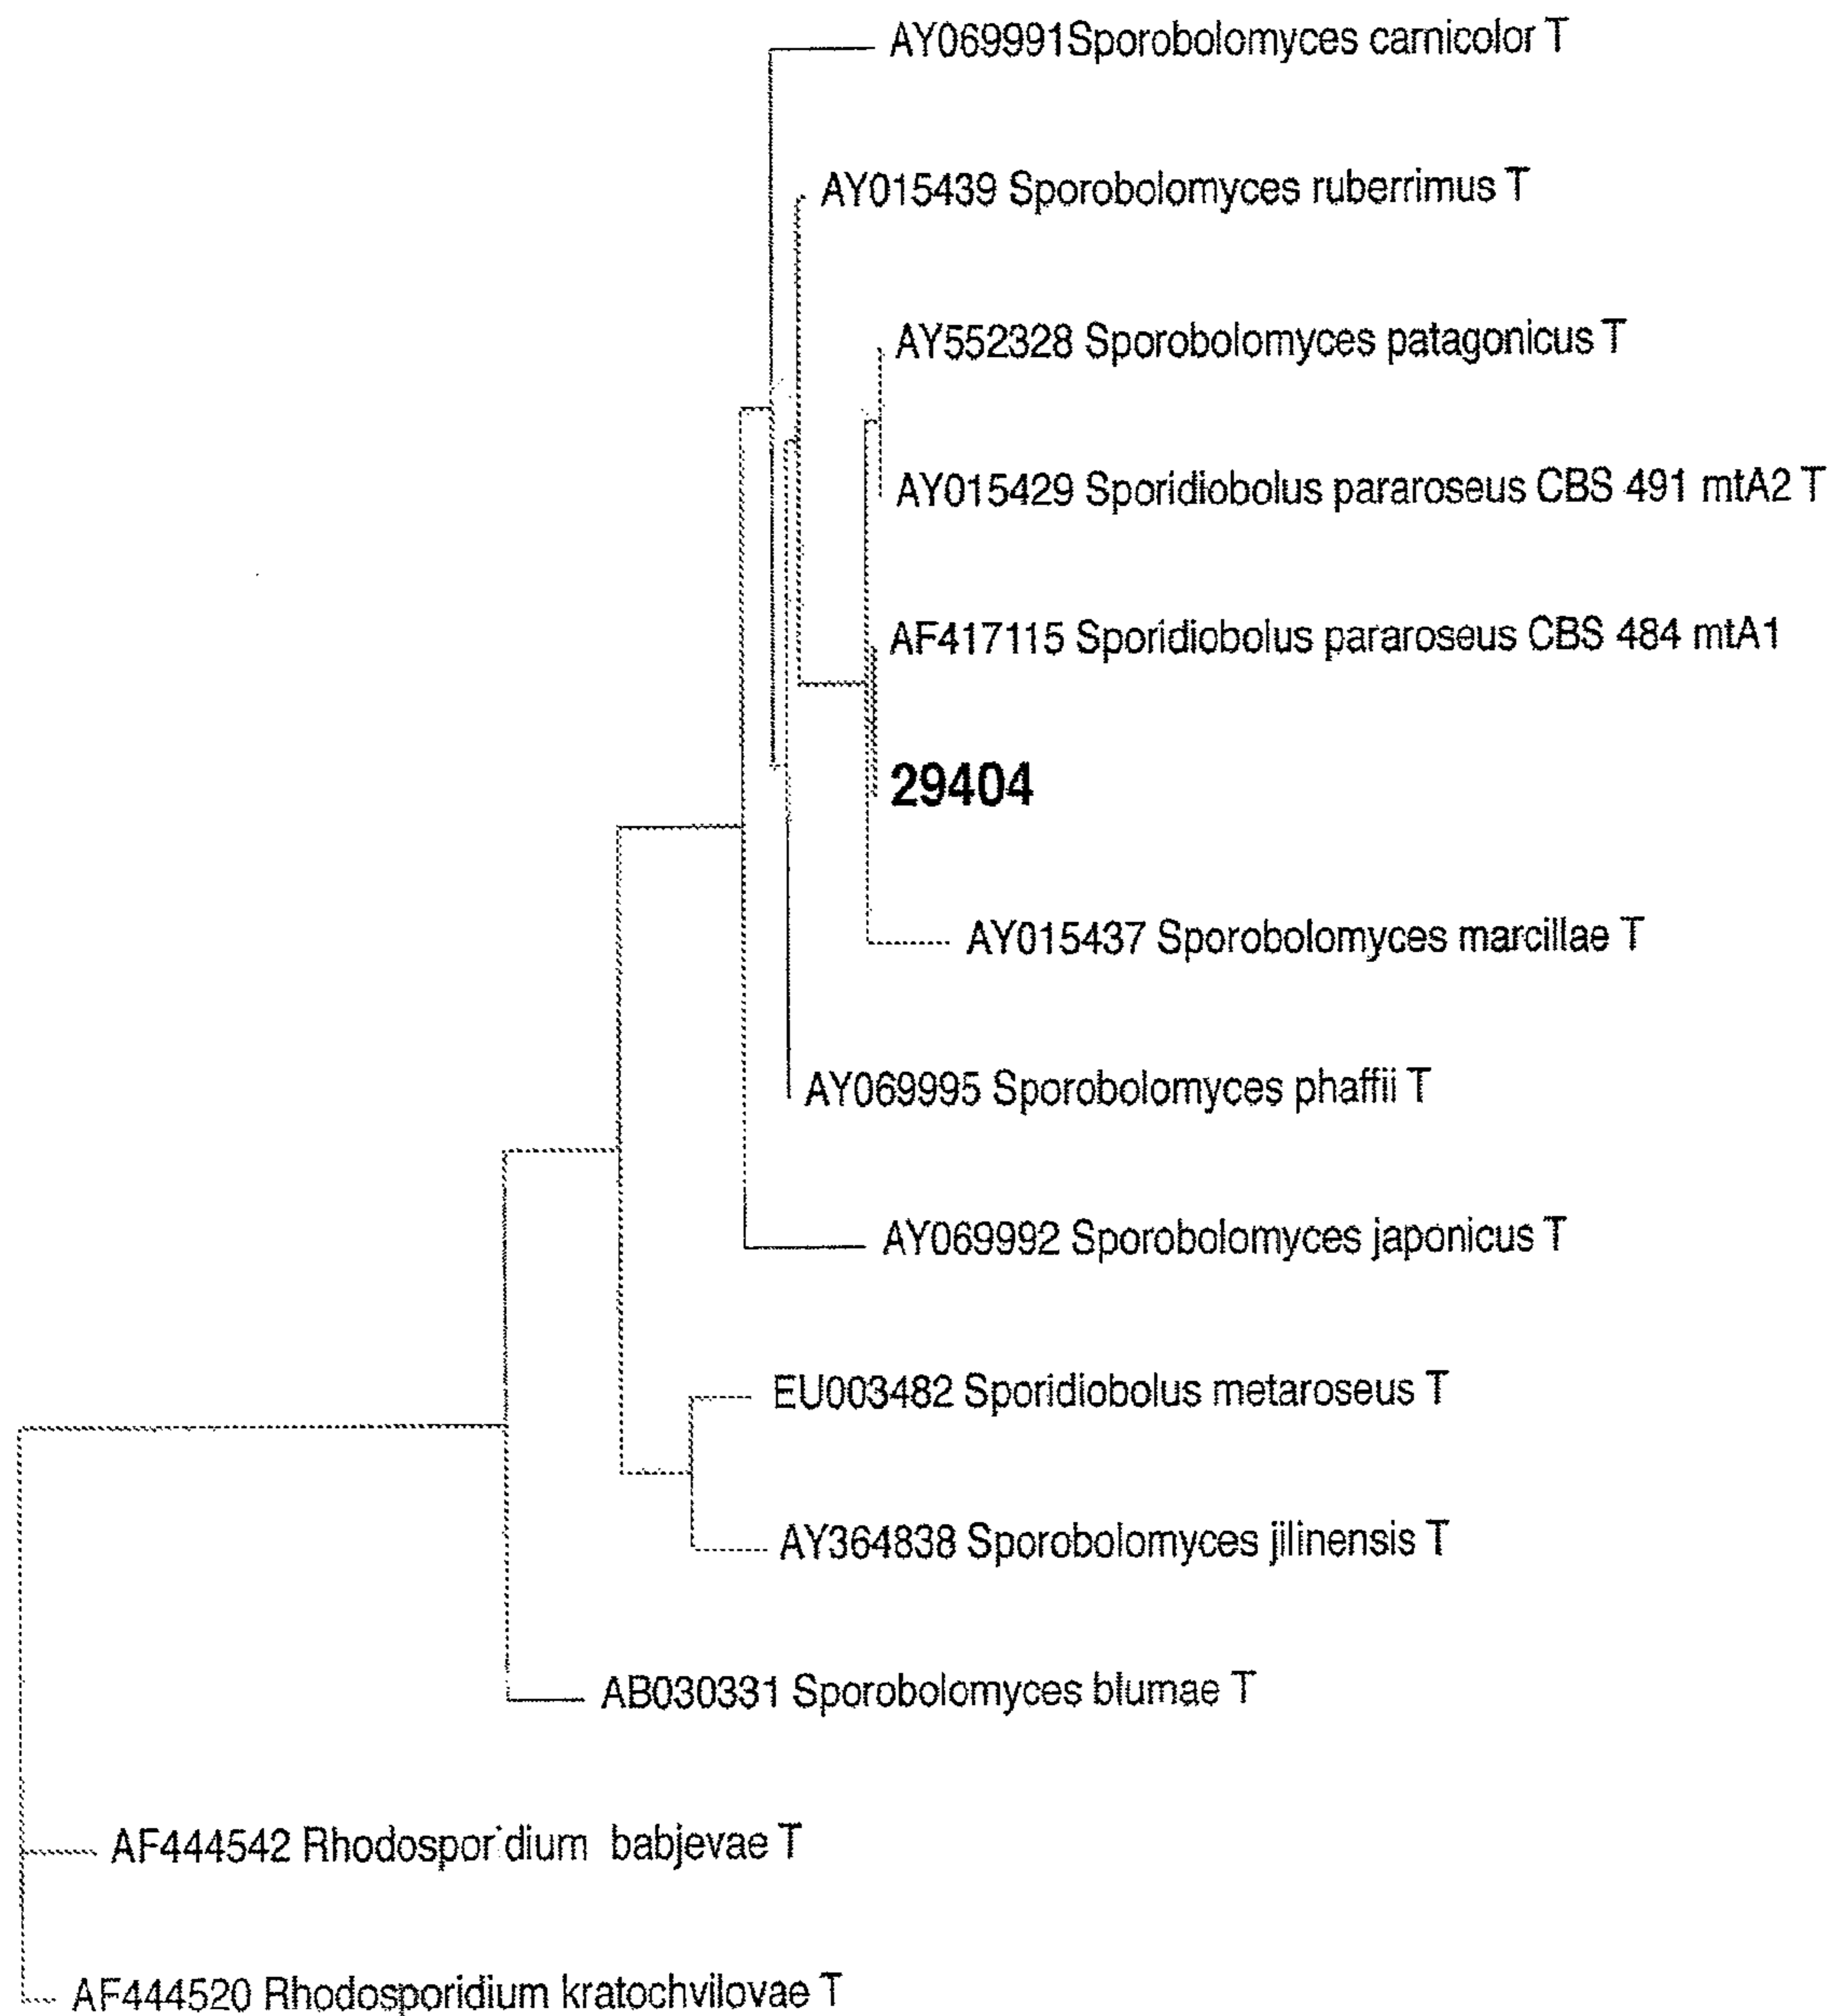 AY069991Sporobolomyces carnicolor T
AY015439 Sporobolomyces ruberrimus T
AY552328 Sporobolomyces patagonicus T
AY015429 Sporidiobolus pararoseus CBS 491 mtA2 T
AF417115 Sporidiobolus pararoseus CBS 484 mtA1
29404
AY015437 Sporobolomyces marcillae T
AY069995 Sporobolomyces phaffii T
AY069992 Sporobolomyces japonicus T
EU003482 Sporidiobolus metaroseus T
AY364838 Sporobolomyces jilinensis T
AB030331 Sporobolomyces blumae T
AF444542 Rhodosporidium babjevae T
AF444520 Rhodosporidium kratochvilovae T